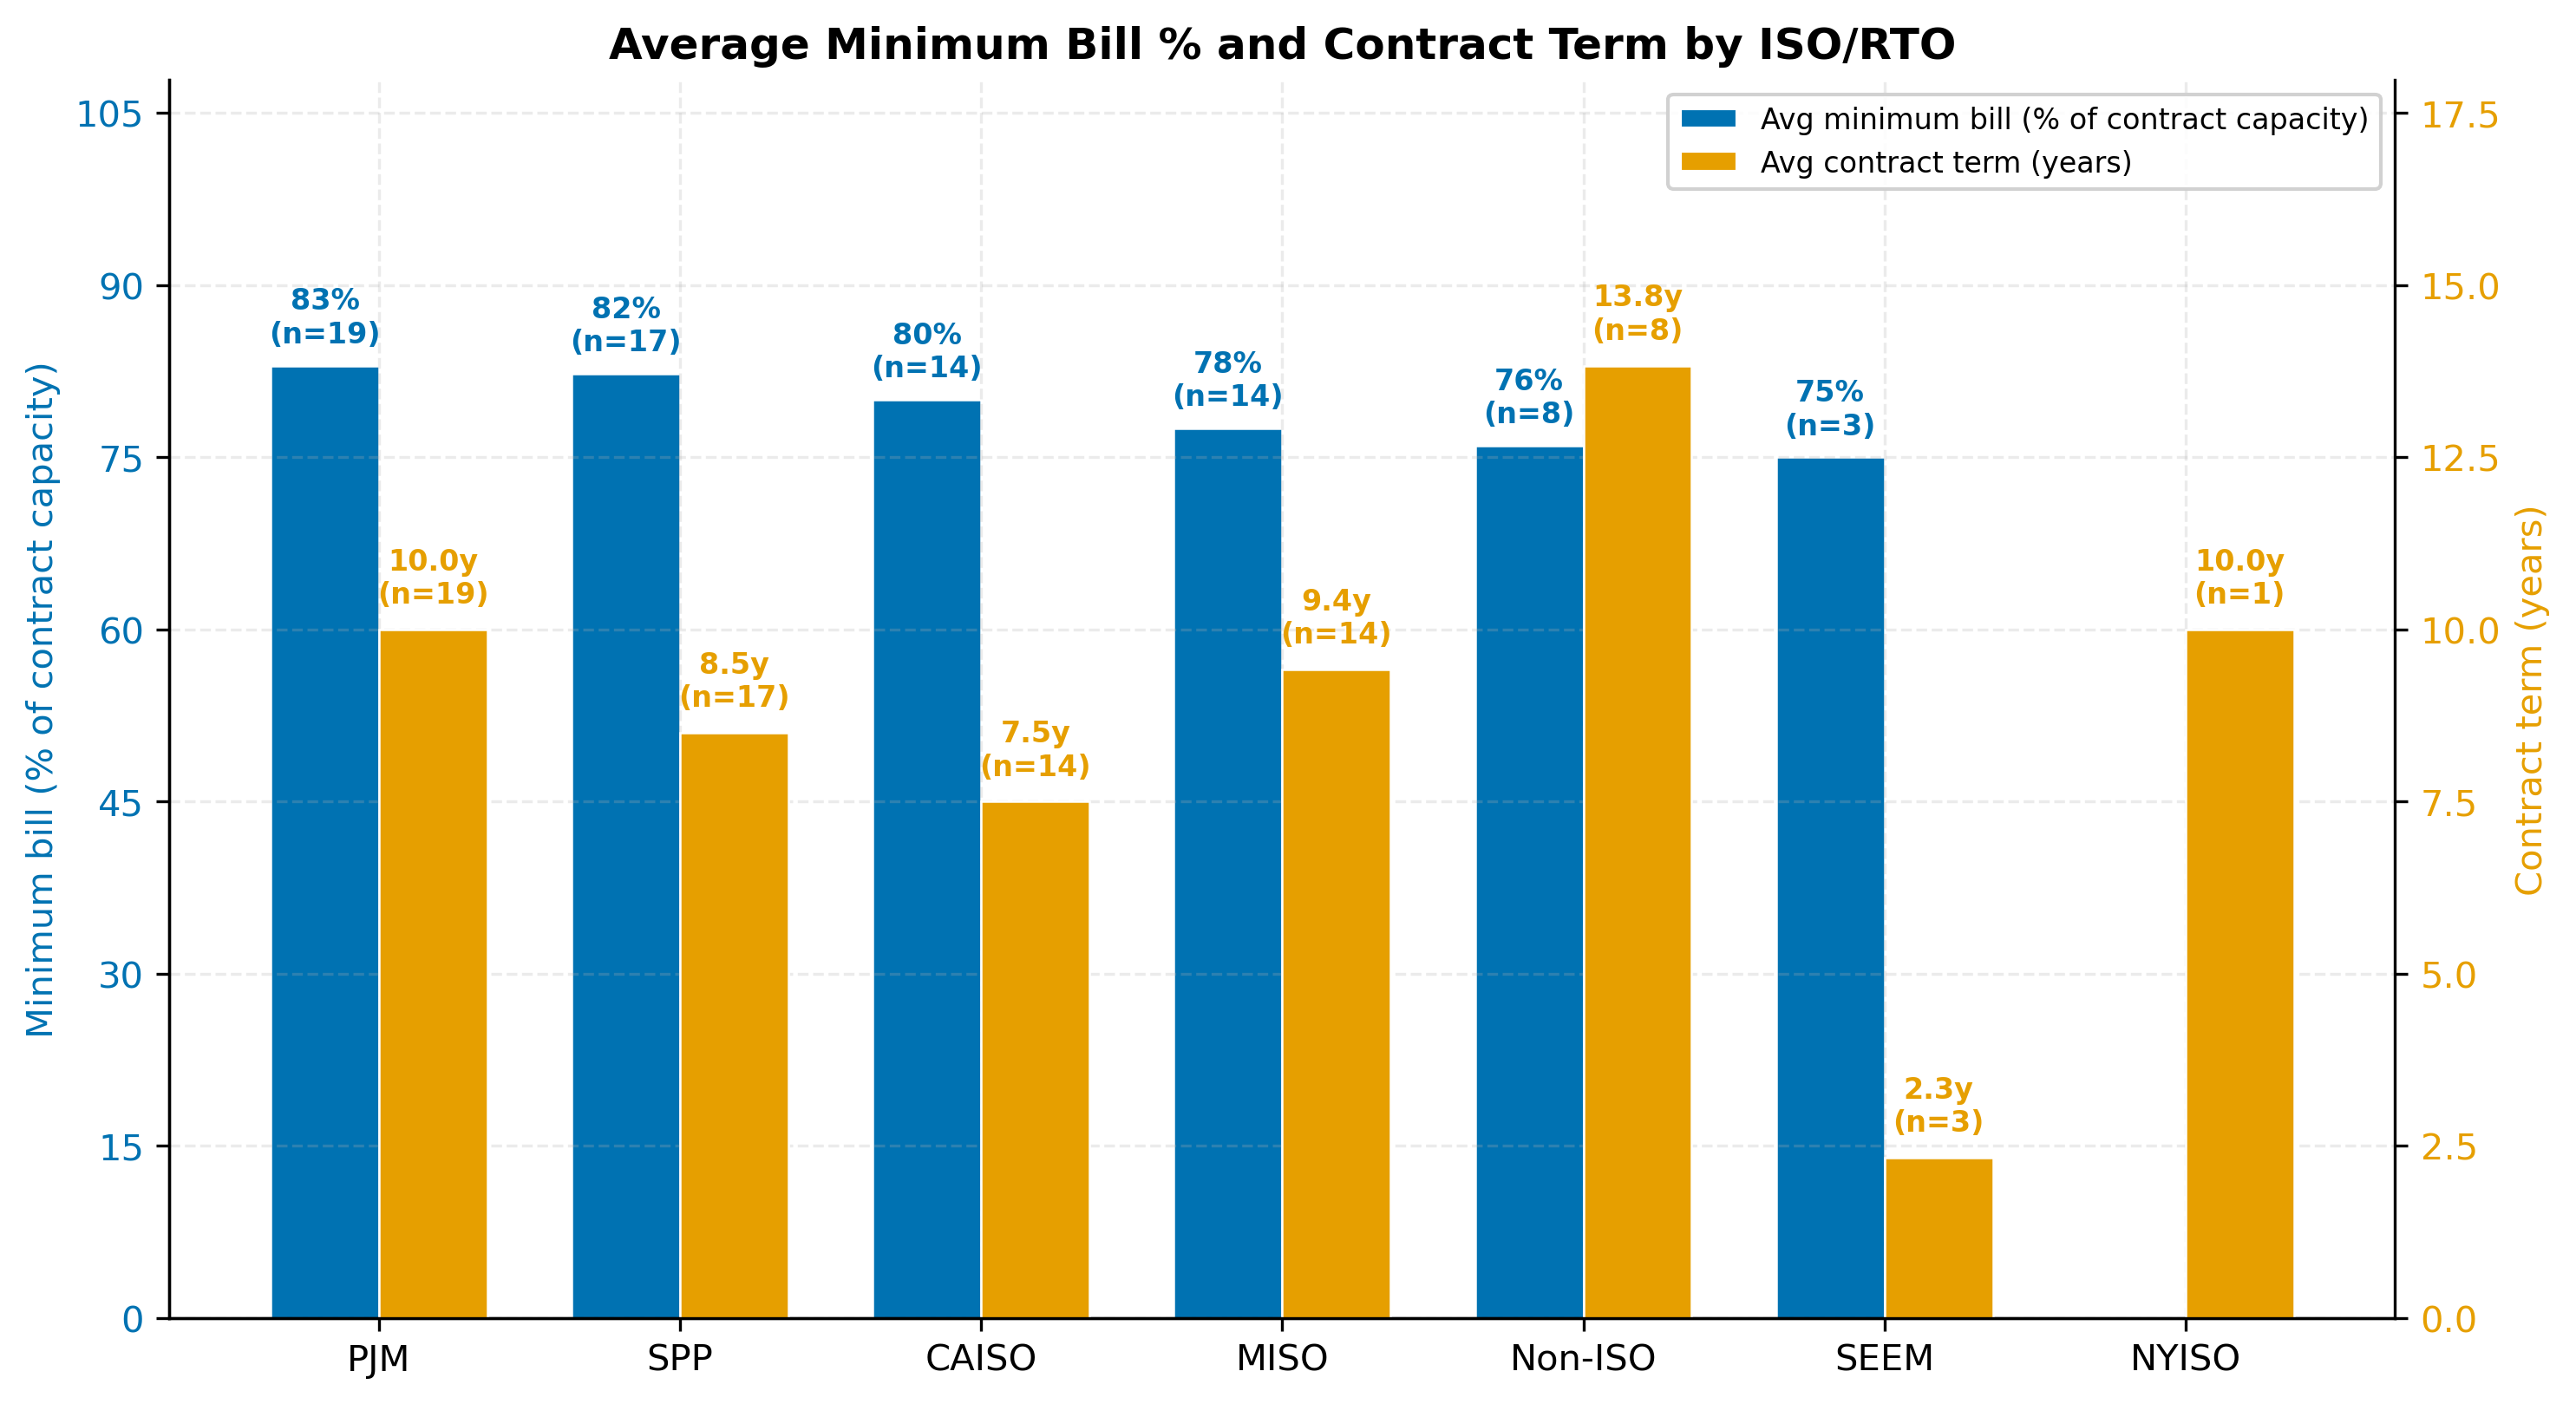 Average Minimum Bill % and Contract Term by ISO/RTO
Avg minimum bill (% of contract capacity)
Avg contract term (years)
Minimum bill (% of contract capacity)
105
90
75
60
45
30
15
0
83%
(n=19)
10.0y
(n=19)
82%
(n=17)
8.5y
(n=17)
80%
(n=14)
7.5y
(n=14)
78%
(n=14)
9.4y
(n=14)
76%
(n=8)
13.8y
(n=8)
75%
(n=3)
2.3y
(n=3)
10.0y
(n=1)
17.5
15.0
12.5
10.0
7.5
5.0
2.5
0.0
Contract term (years)
PJM
SPP
CAISO
MISO
Non-ISO
SEEM
NYISO